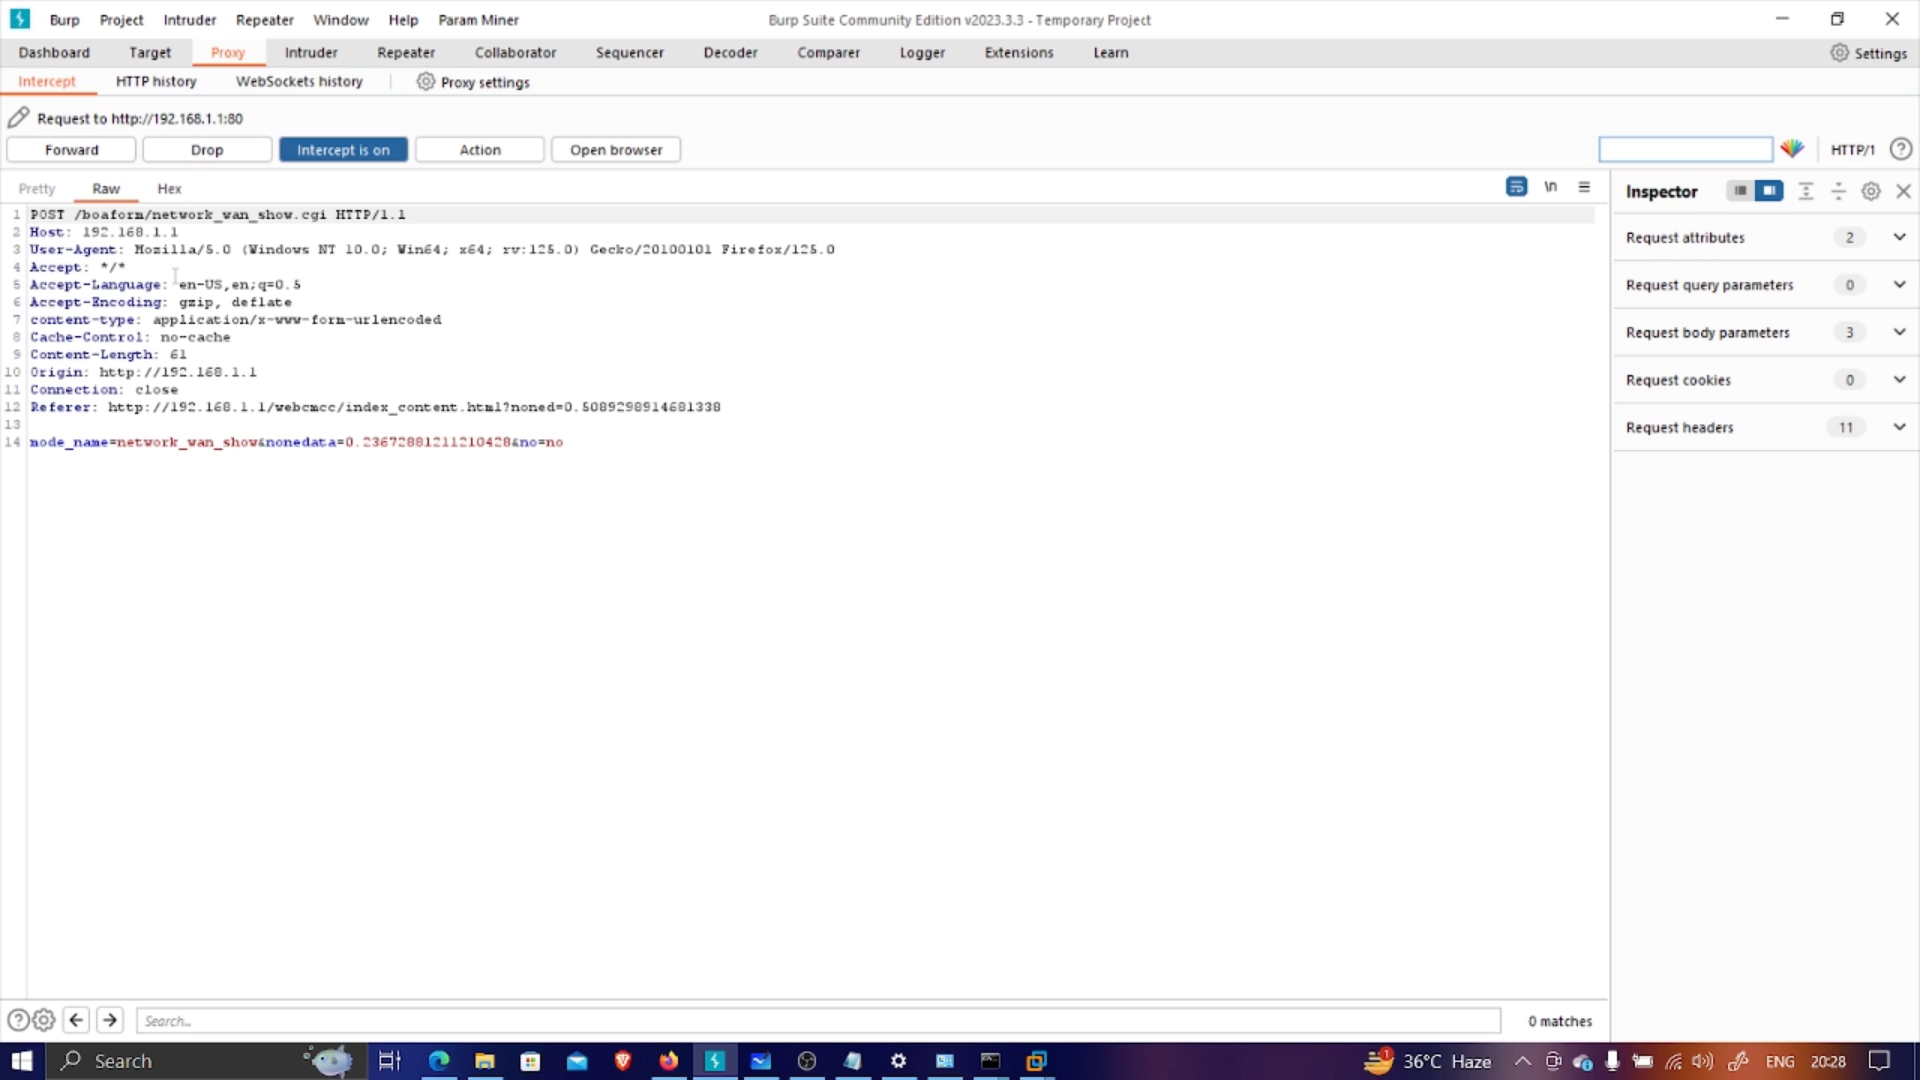 Burp Project Intruder Repeater Window Help Param Miner
Burp Suite Community Edition v2023.3.3 - Temporary Project
Dashboard Target Proxy Intruder Repeater Collaborator Sequencer Decoder Comparer Logger Extensions Learn
Settings
Intercept HTTP history WebSockets history Proxy settings
Request to http://192.168.1.1:80
Forward Drop Intercept is on Action Open browser HTTP/1 ?
Pretty Raw Hex \n
Inspector
1 POST /boaform/network_wan_show.cgi HTTP/1.1
2 Host: 192.168.1.1
3 User-Agent: Mozilla/5.0 (Windows NT 10.0; Win64; x64; rv:125.0) Gecko/20100101 Firefox/125.0
4 Accept: */*
5 Accept-Language: en-US,en;q=0.5
6 Accept-Encoding: gzip, deflate
7 content-type: application/x-www-form-urlencoded
8 Cache-Control: no-cache
9 Content-Length: 61
10 Origin: http://192.168.1.1
11 Connection: close
12 Referer: http://192.168.1.1/webcmcc/index_content.html?noned=0.5089298914681338
13
14 mode_name=network_wan_show&nonedata=0.23672881211210428&no=no
Request attributes 2
Request query parameters 0
Request body parameters 3
Request cookies 0
Request headers 11
? Search... 0 matches
Search 36°C Haze ENG 20:28